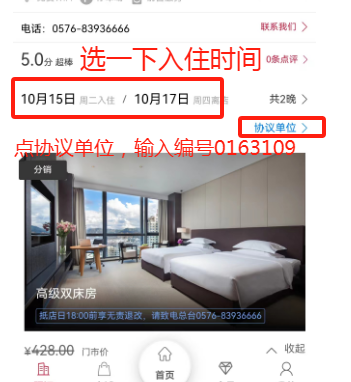 电话：0576-83936666
联系我们 >
5.0分 超棒
选一下入住时间
0条点评 >
10月15日 周二入住 / 10月17日 周四离店
共2晚 >
协议单位 >
点协议单位，输入编号0163109
分销
高级双床房
抵店日18:00前享无责退改，请致电总台0576-83936666
¥428.00 门市价
收起
首页